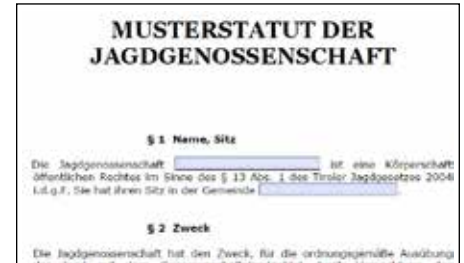 MUSTERSTATUT DER
JAGDGENOSSENSCHAFT
§ 1 Name, Sitz
Die Jagdgenossenschaft ist eine Körperschaft
öffentlichen Rechtes im Sinne des § 13 Abs. 1 des Tiroler Jagdgesetzes 2004
i.d.g.F. Sie hat ihren Sitz in der Gemeinde
§ 2 Zweck
Die Jagdgenossenschaft hat den Zweck, für die ordnungsgemäße Ausübung